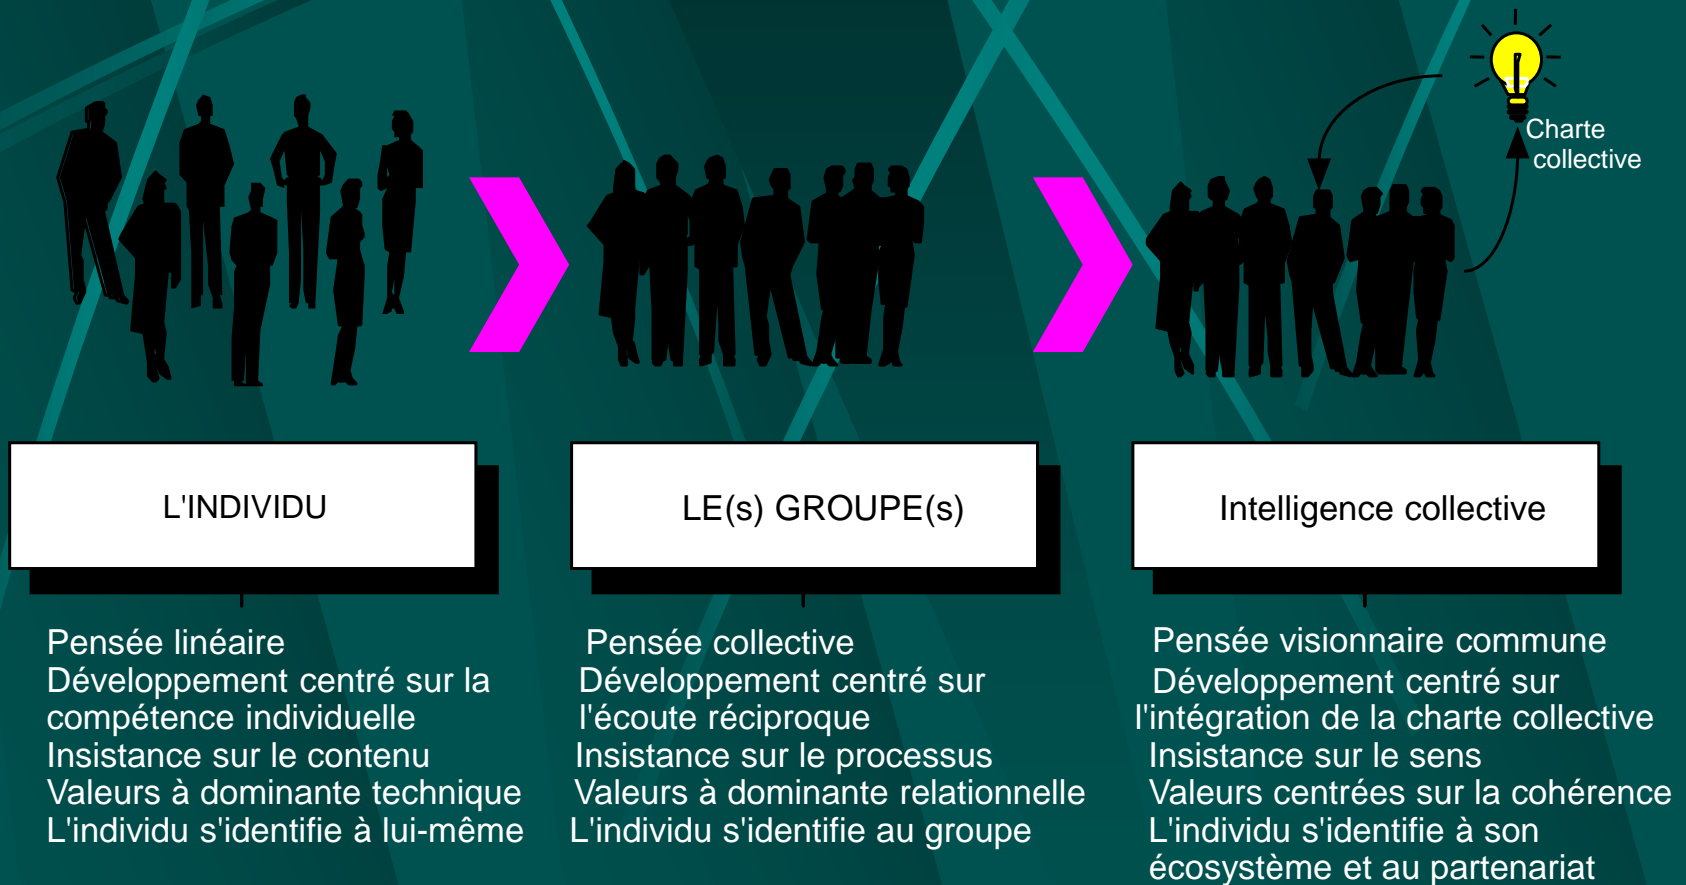 Charte
collective
L'INDIVIDU
Pensée linéaire
Développement centré sur la
compétence individuelle
Insistance sur le contenu
Valeurs à dominante technique
L'individu s'identifie à lui-même
LE(s) GROUPE(s)
Pensée collective
Développement centré sur
l'écoute réciproque
Insistance sur le processus
Valeurs à dominante relationnelle
L'individu s'identifie au groupe
Intelligence collective
Pensée visionnaire commune
Développement centré sur
l'intégration de la charte collective
Insistance sur le sens
Valeurs centrées sur la cohérence
L'individu s'identifie à son
écosystème et au partenariat